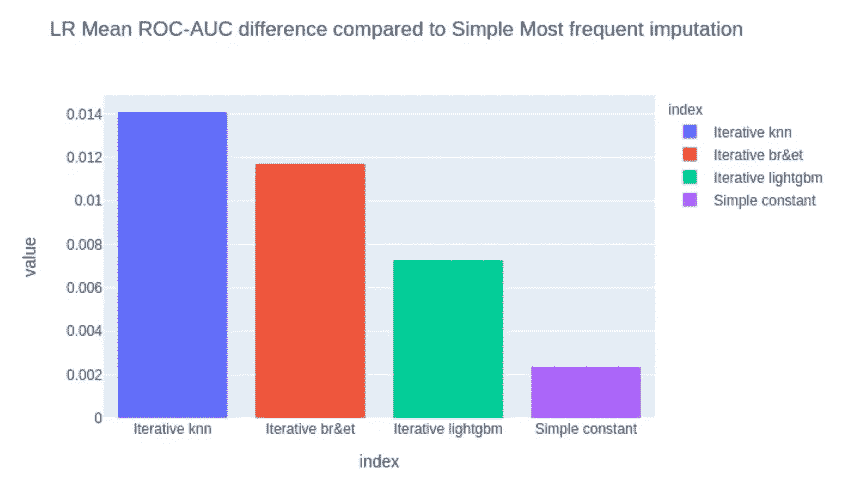 LR Mean ROC-AUC difference compared to Simple Most frequent imputation
index
Iterative knn
Iterative br&et
Iterative lightgbm
Simple constant
value
0.014
0.012
0.01
0.008
0.006
0.004
0.002
0
Iterative knn Iterative br&et Iterative lightgbm Simple constant
index